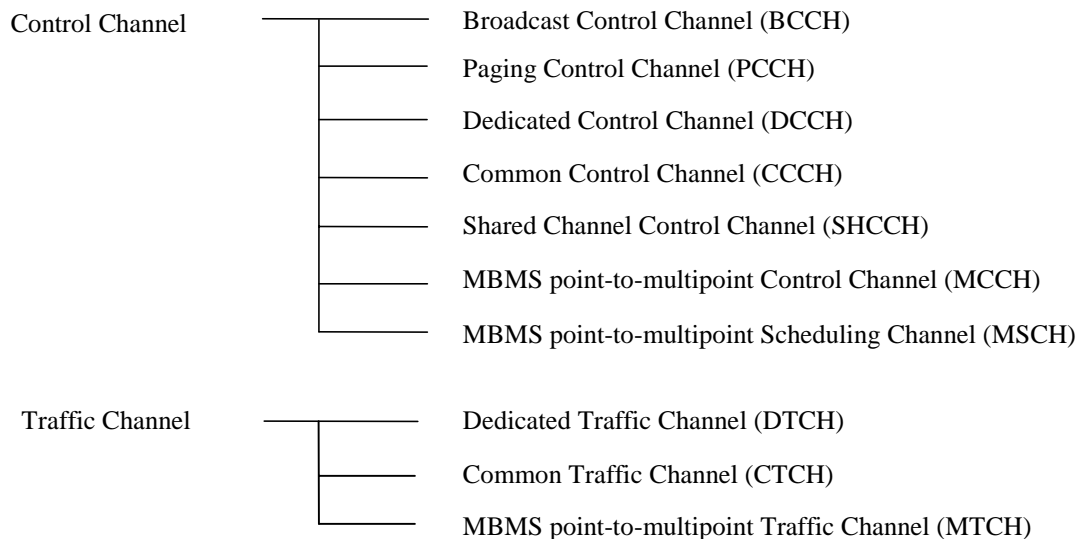 Control Channel
Broadcast Control Channel (BCCH)
Paging Control Channel (PCCH)
Dedicated Control Channel (DCCH)
Common Control Channel (CCCH)
Shared Channel Control Channel (SHCCH)
MBMS point-to-multipoint Control Channel (MCCH)
MBMS point-to-multipoint Scheduling Channel (MSCH)
Traffic Channel
Dedicated Traffic Channel (DTCH)
Common Traffic Channel (CTCH)
MBMS point-to-multipoint Traffic Channel (MTCH)